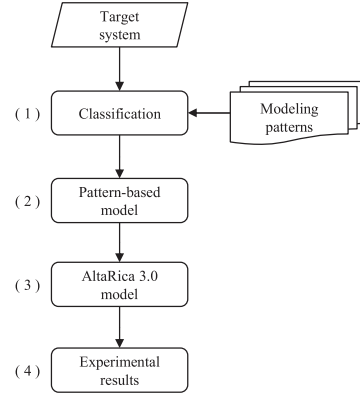 Target
system
( 1 )
Classification
Modeling
patterns
( 2 )
Pattern-based
model
( 3 )
AltaRica 3.0
model
( 4 )
Experimental
results